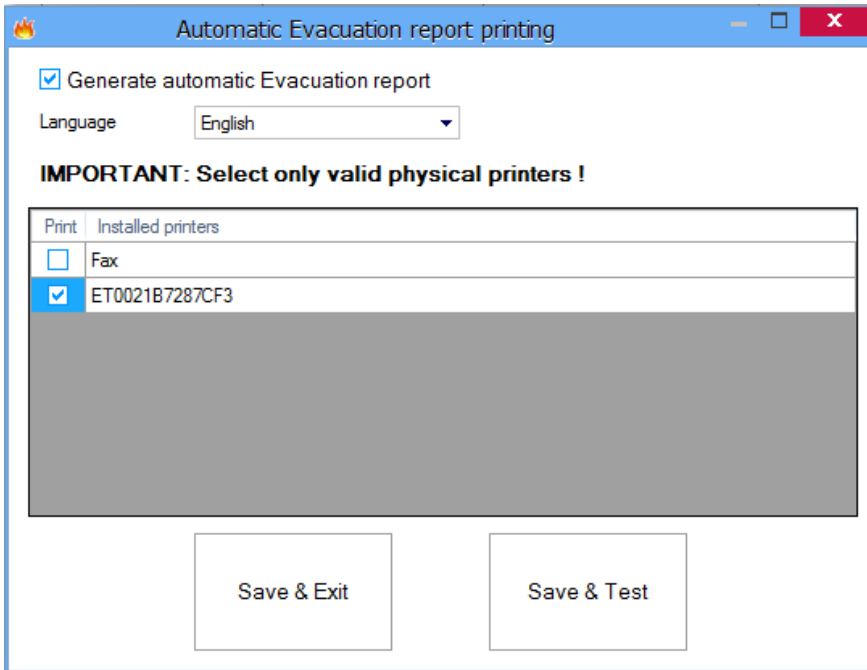 Automatic Evacuation report printing
Generate automatic Evacuation report
Language English
IMPORTANT: Select only valid physical printers !
Print Installed printers
Fax
ET0021B7287CF3
Save & Exit Save & Test